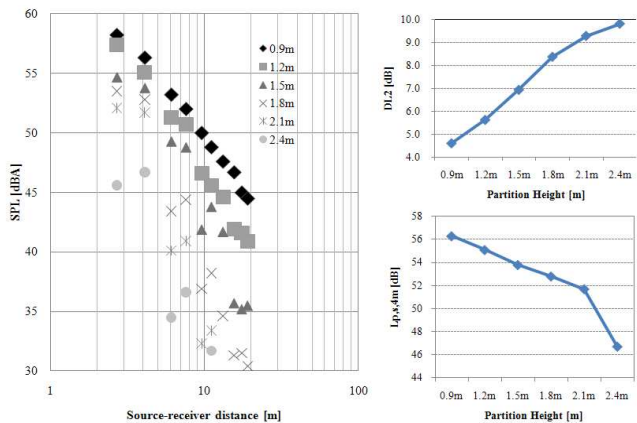 60
55
50
45
40
35
30
SPL [dBA]
0.9m
1.2m
1.5m
1.8m
2.1m
2.4m
1
10
100
Source-receiver distance [m]
10.0
9.0
8.0
7.0
6.0
5.0
4.0
DL2 [dB]
0.9m 1.2m 1.5m 1.8m 2.1m 2.4m
Partition Height [m]
58
56
54
52
50
48
46
44
Lp,s,4m [dB]
0.9m 1.2m 1.5m 1.8m 2.1m 2.4m
Partition Height [m]